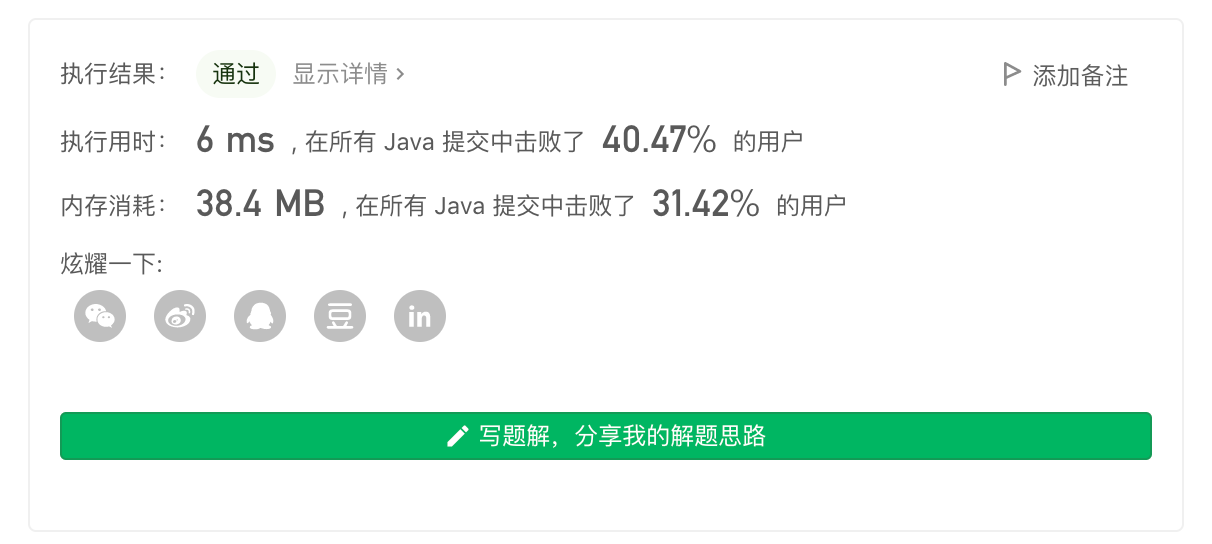 执行结果： 通过 显示详情 › 添加备注
执行用时： 6 ms , 在所有 Java 提交中击败了 40.47% 的用户
内存消耗： 38.4 MB , 在所有 Java 提交中击败了 31.42% 的用户
炫耀一下:
豆 in
写题解，分享我的解题思路